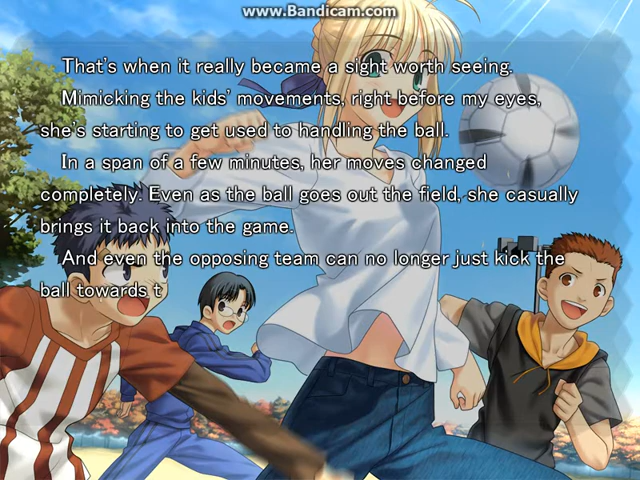 www.Bandicam.com
That's when it really became a sight worth seeing.
Mimicking the kids' movements, right before my eyes,
she's starting to get used to handling the ball.
In a span of a few minutes, her moves changed
completely. Even as the ball goes out the field, she casually
brings it back into the game.
And even the opposing team can no longer just kick the
ball towards t